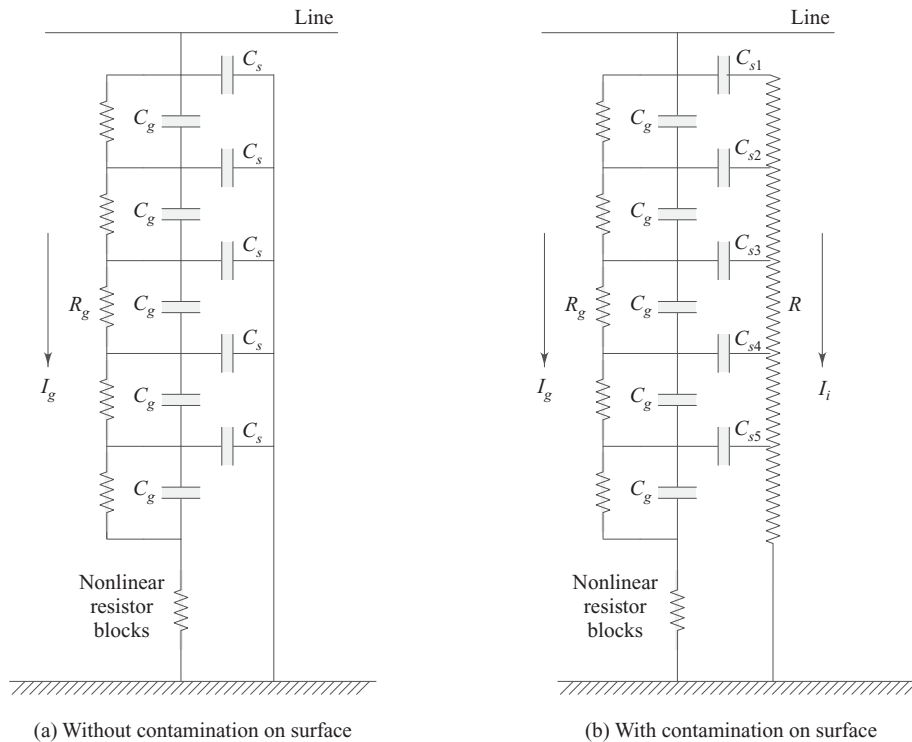 Line
C_s
C_g
C_s
C_g
C_s
R_g
C_g
C_s
I_g
C_g
C_s
C_g
Nonlinear
resistor
blocks
(a) Without contamination on surface
Line
C_s1
C_g
C_s2
C_g
C_s3
R_g
C_g
R
C_s4
I_g
I_i
C_g
C_s5
C_g
Nonlinear
resistor
blocks
(b) With contamination on surface